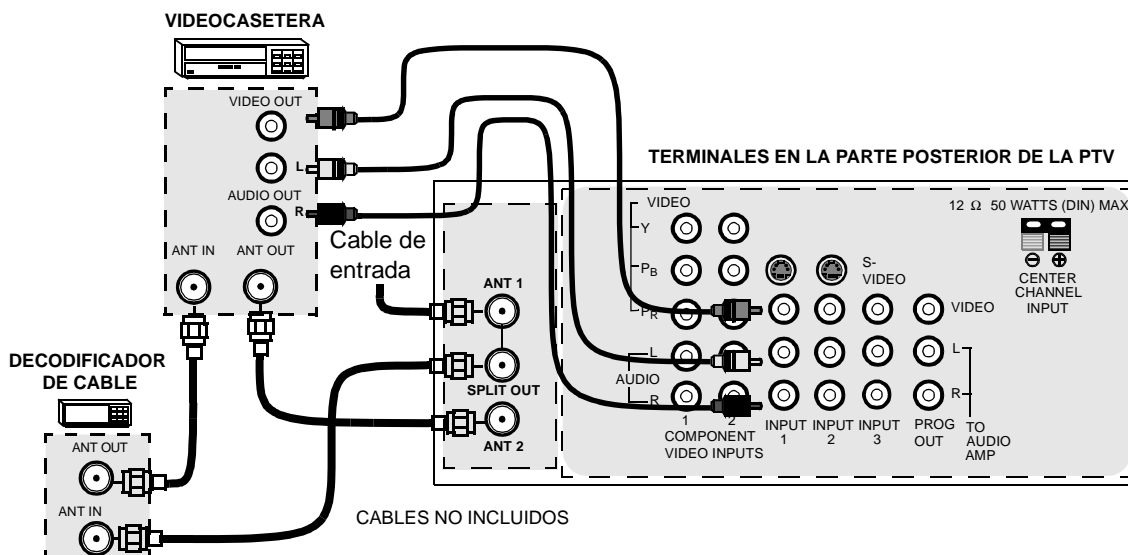 VIDEOCASETERA
VIDEO OUT
L
AUDIO OUT
R
ANT IN
ANT OUT
DECODIFICADOR
DE CABLE
ANT OUT
ANT IN
Cable de
entrada
ANT 1
SPLIT OUT
ANT 2
CABLES NO INCLUIDOS
TERMINALES EN LA PARTE POSTERIOR DE LA PTV
VIDEO
Y
PB
PR
L
AUDIO
R
1
2
COMPONENT
VIDEO INPUTS
S-
VIDEO
INPUT
1
INPUT
2
INPUT
3
PROG
OUT
VIDEO
L
R
TO
AUDIO
AMP
12 Ω 50 WATTS (DIN) MAX
CENTER
CHANNEL
INPUT